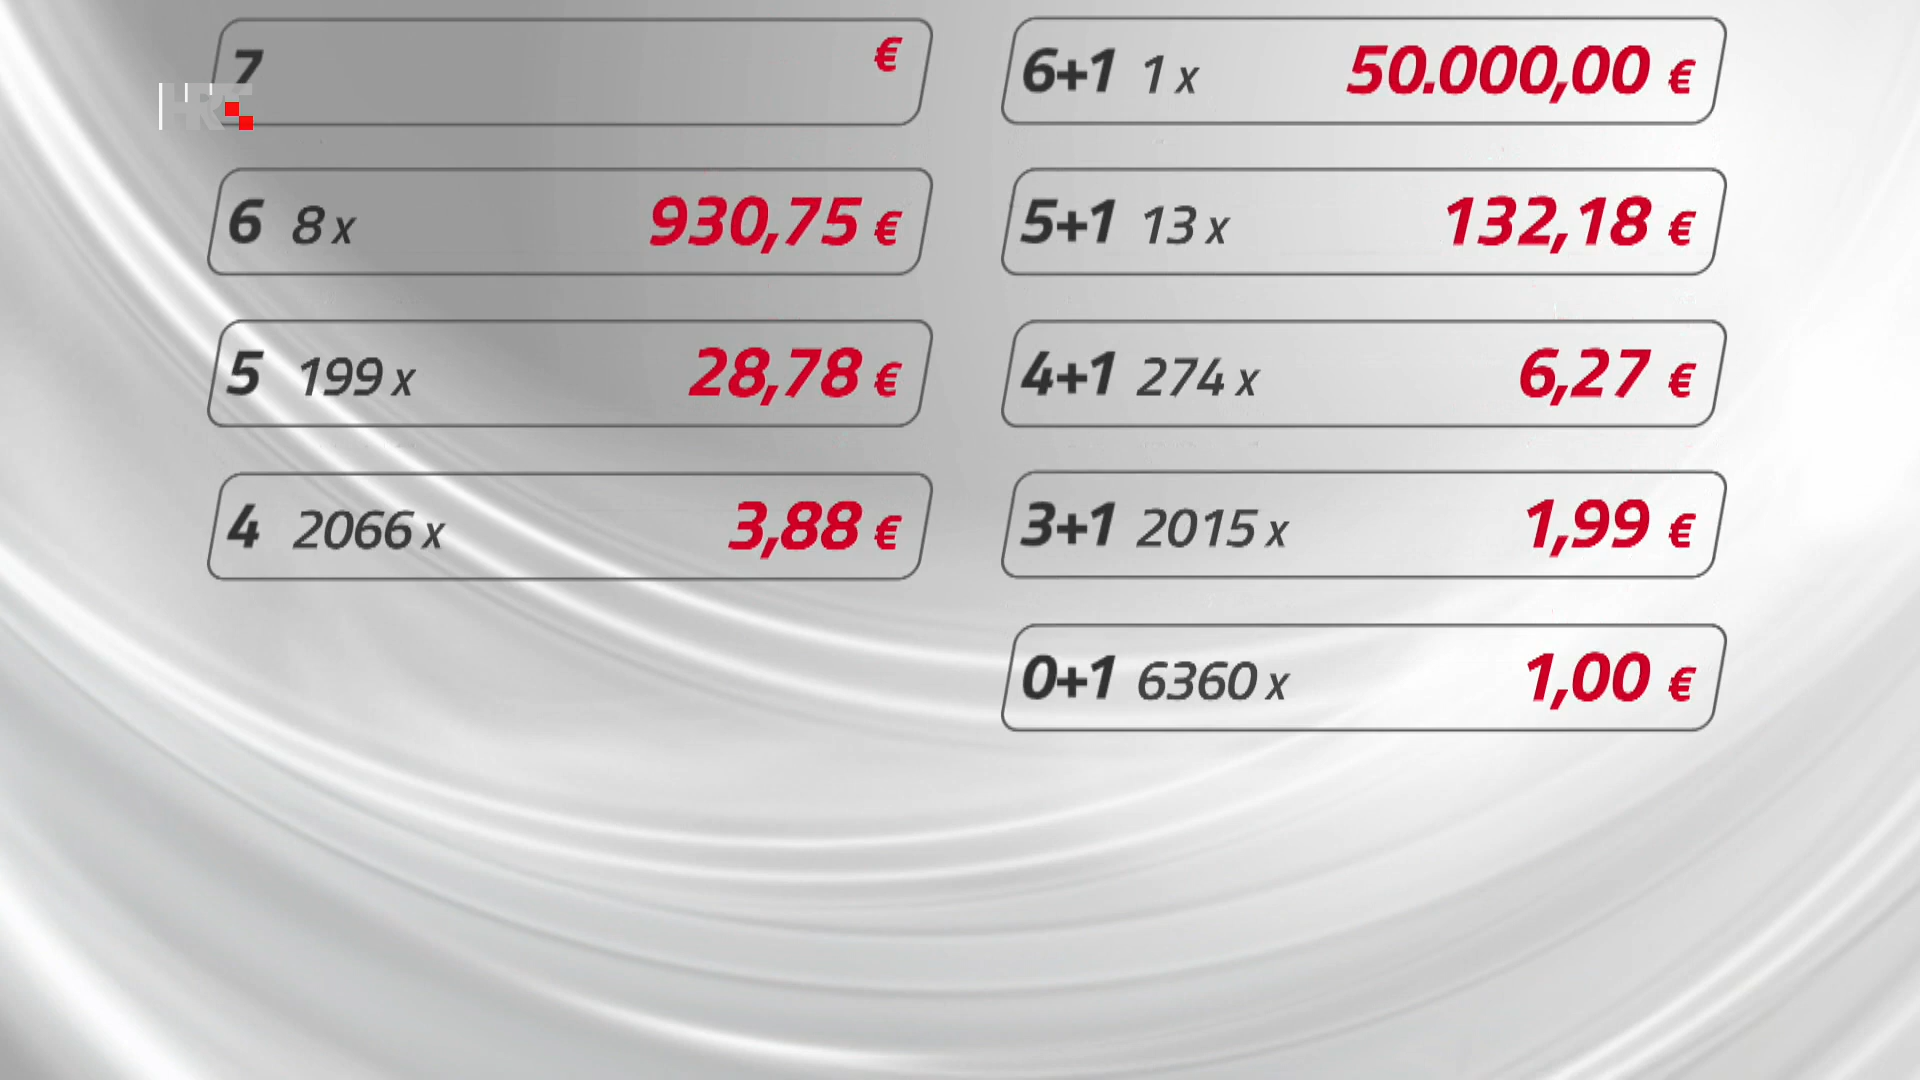 7 €
HRT
6 8 x 930,75 €
5 199 x 28,78 €
4 2066 x 3,88 €
6+1 1 x 50.000,00 €
5+1 13 x 132,18 €
4+1 274 x 6,27 €
3+1 2015 x 1,99 €
0+1 6360 x 1,00 €